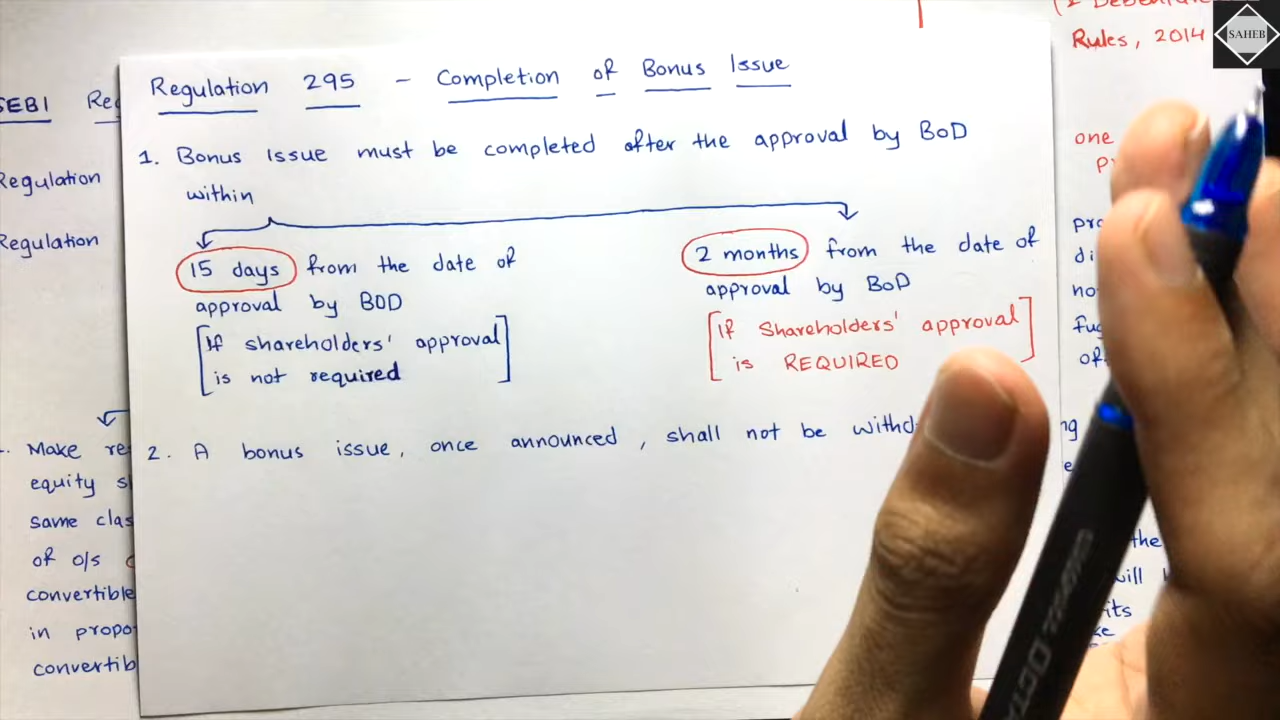 Regulation 295 - Completion of Bonus Issue
1. Bonus Issue must be completed after the approval by BoD
within
15 days from the date of
approval by BOD
[If shareholders' approval
is not required]
2 months from the date of
approval by BoD
[if Shareholders' approval
is REQUIRED]
2. A bonus issue, once announced, shall not be
SEBI
Regulation
Regulation
Make
equity
same
of o/s
convertible
in
Rules, 2014
one
of
the
SAHEB